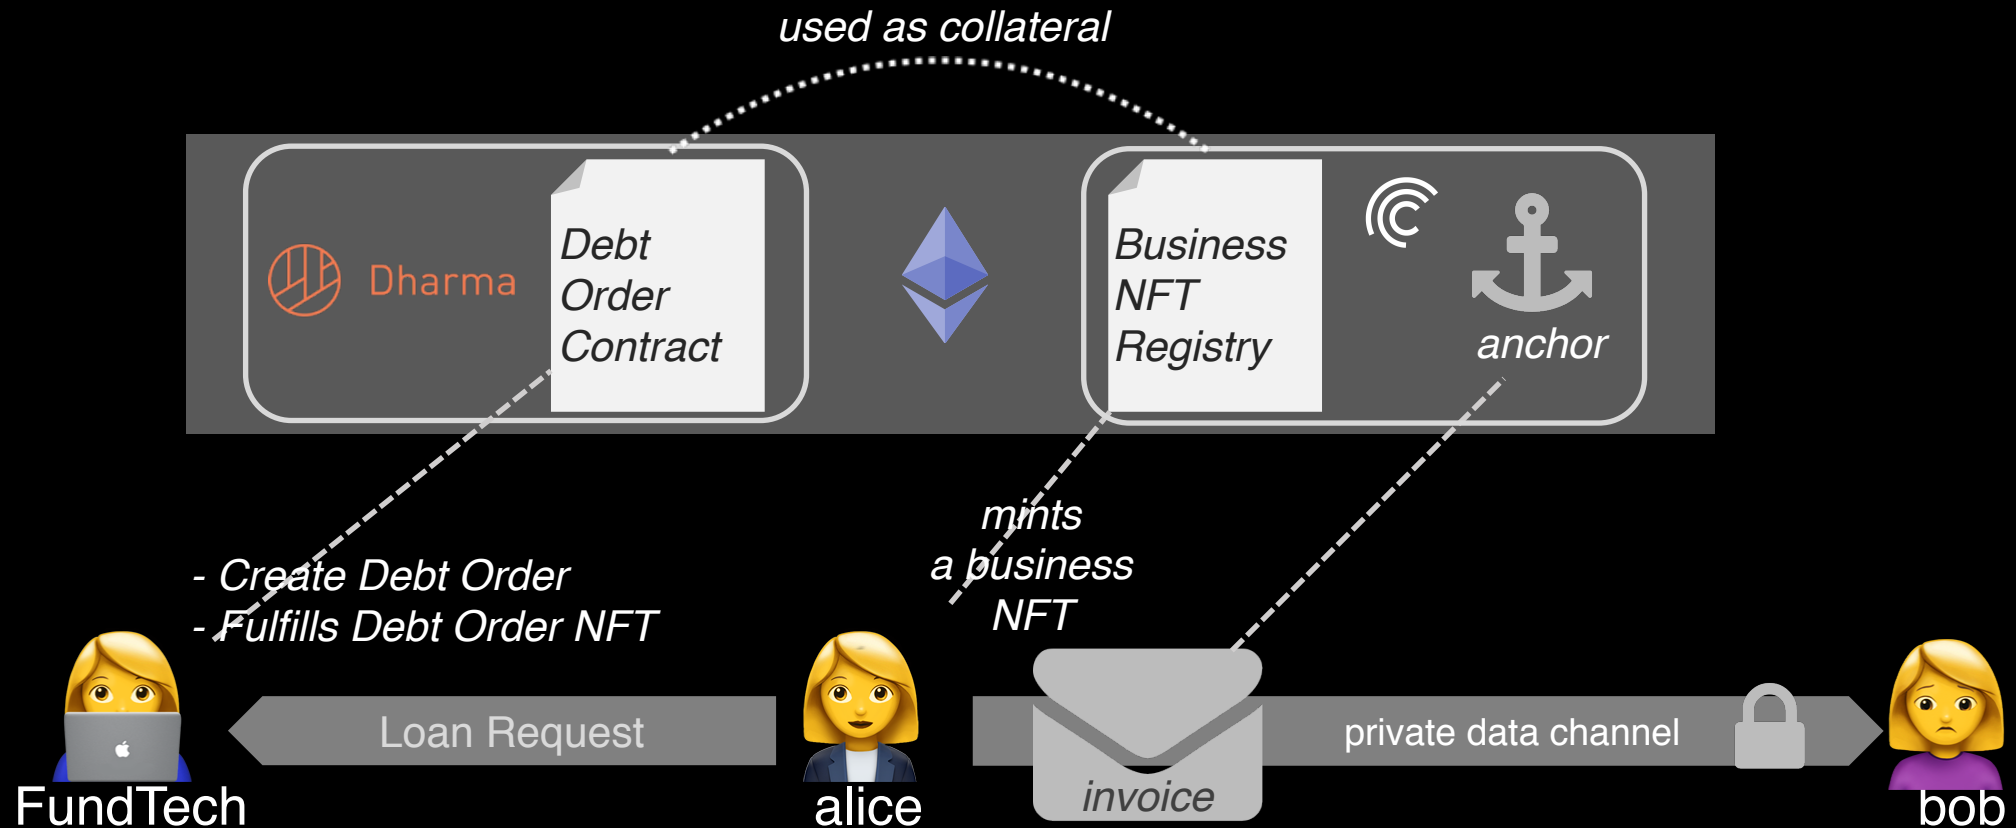 used as collateral
Dharma
Debt
Order
Contract
Business
NFT
Registry
anchor
- Create Debt Order
- Fulfills Debt Order NFT
mints
a business
NFT
Loan Request
private data channel
invoice
FundTech
alice
bob